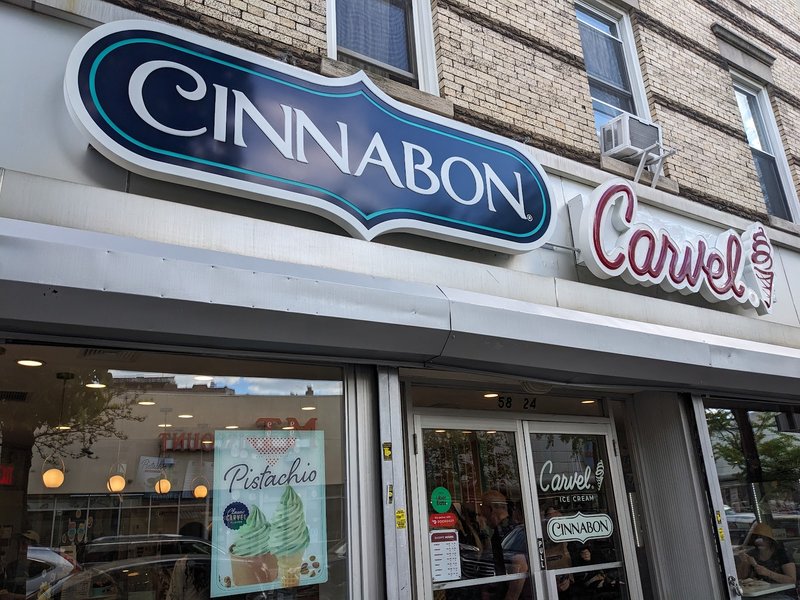 CINNABON
Carvel
58 24
Pistachio
Classic
CARVEL
Carvel
ICE CREAM
CINNABON